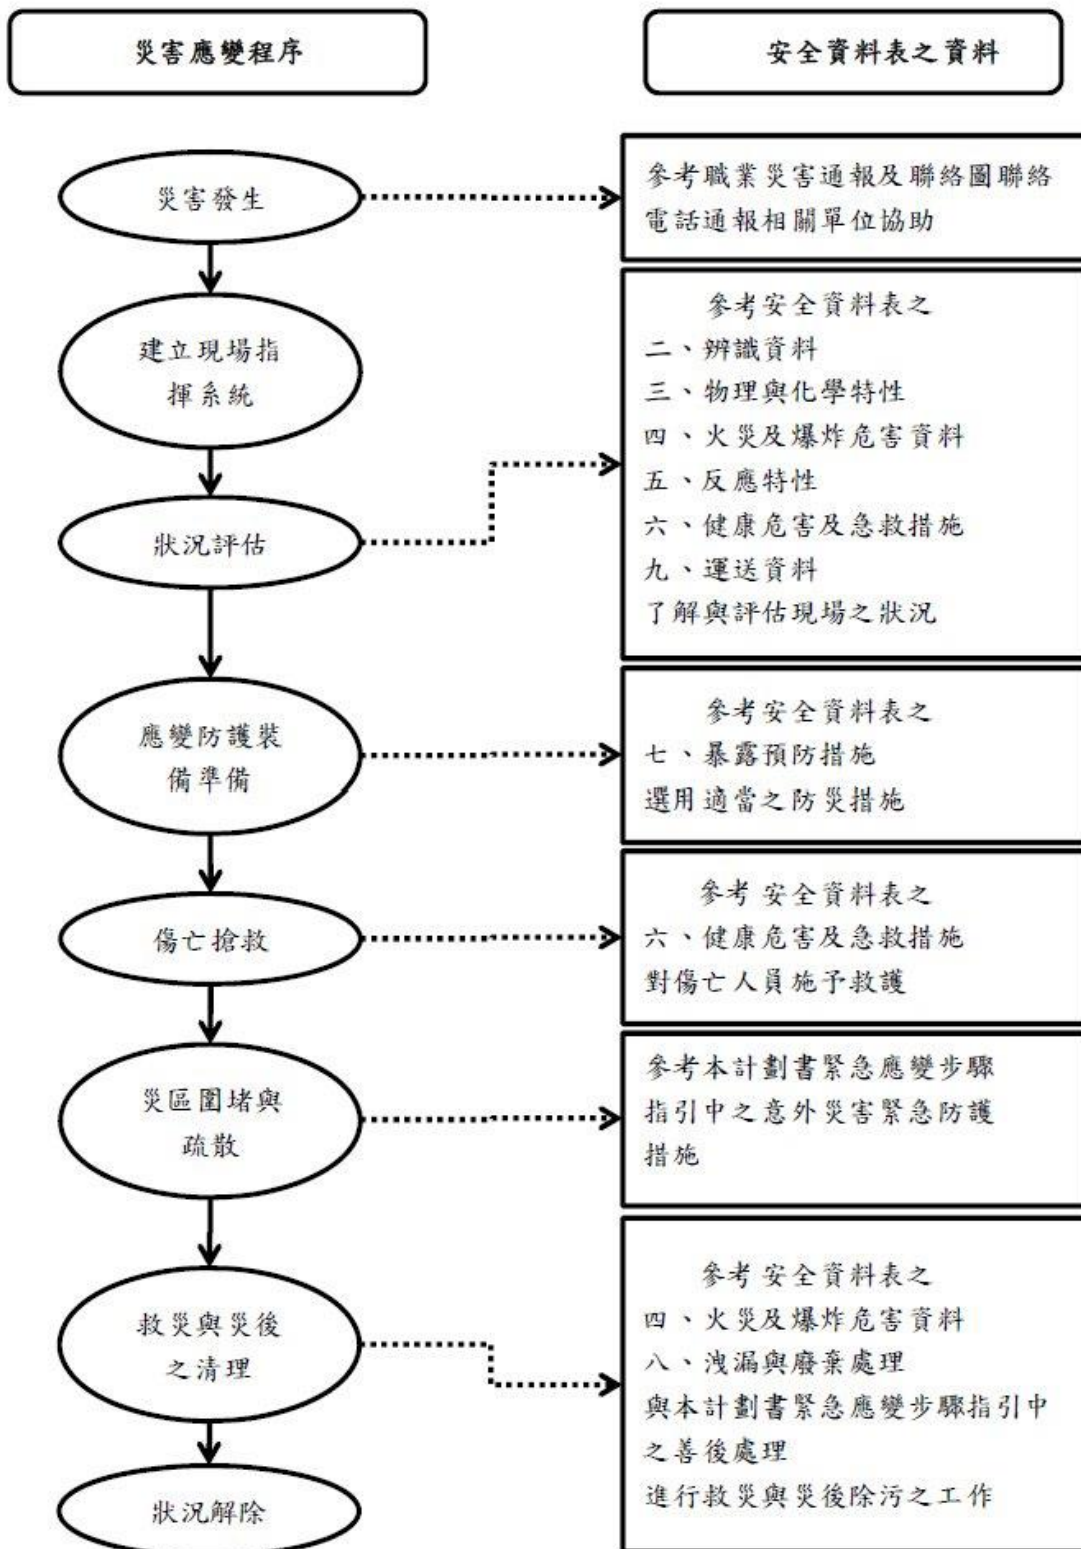 災害應變程序
安全資料表之資料
災害發生
參考職業災害通報及聯絡圖聯絡
電話通報相關單位協助
建立現場指
揮系統
狀況評估
參考安全資料表之
二、辨識資料
三、物理與化學特性
四、火災及爆炸危害資料
五、反應特性
六、健康危害及急救措施
九、運送資料
了解與評估現場之狀況
應變防護裝
備準備
參考安全資料表之
七、暴露預防措施
選用適當之防災措施
傷亡搶救
參考 安全資料表之
六、健康危害及急救措施
對傷亡人員施予救護
災區圍堵與
疏散
參考本計劃書緊急應變步驟
指引中之意外災害緊急防護
措施
救災與災後
之清理
參考 安全資料表之
四、火災及爆炸危害資料
八、洩漏與廢棄處理
與本計劃書緊急應變步驟指引中
之善後處理
進行救災與災後除污之工作
狀況解除